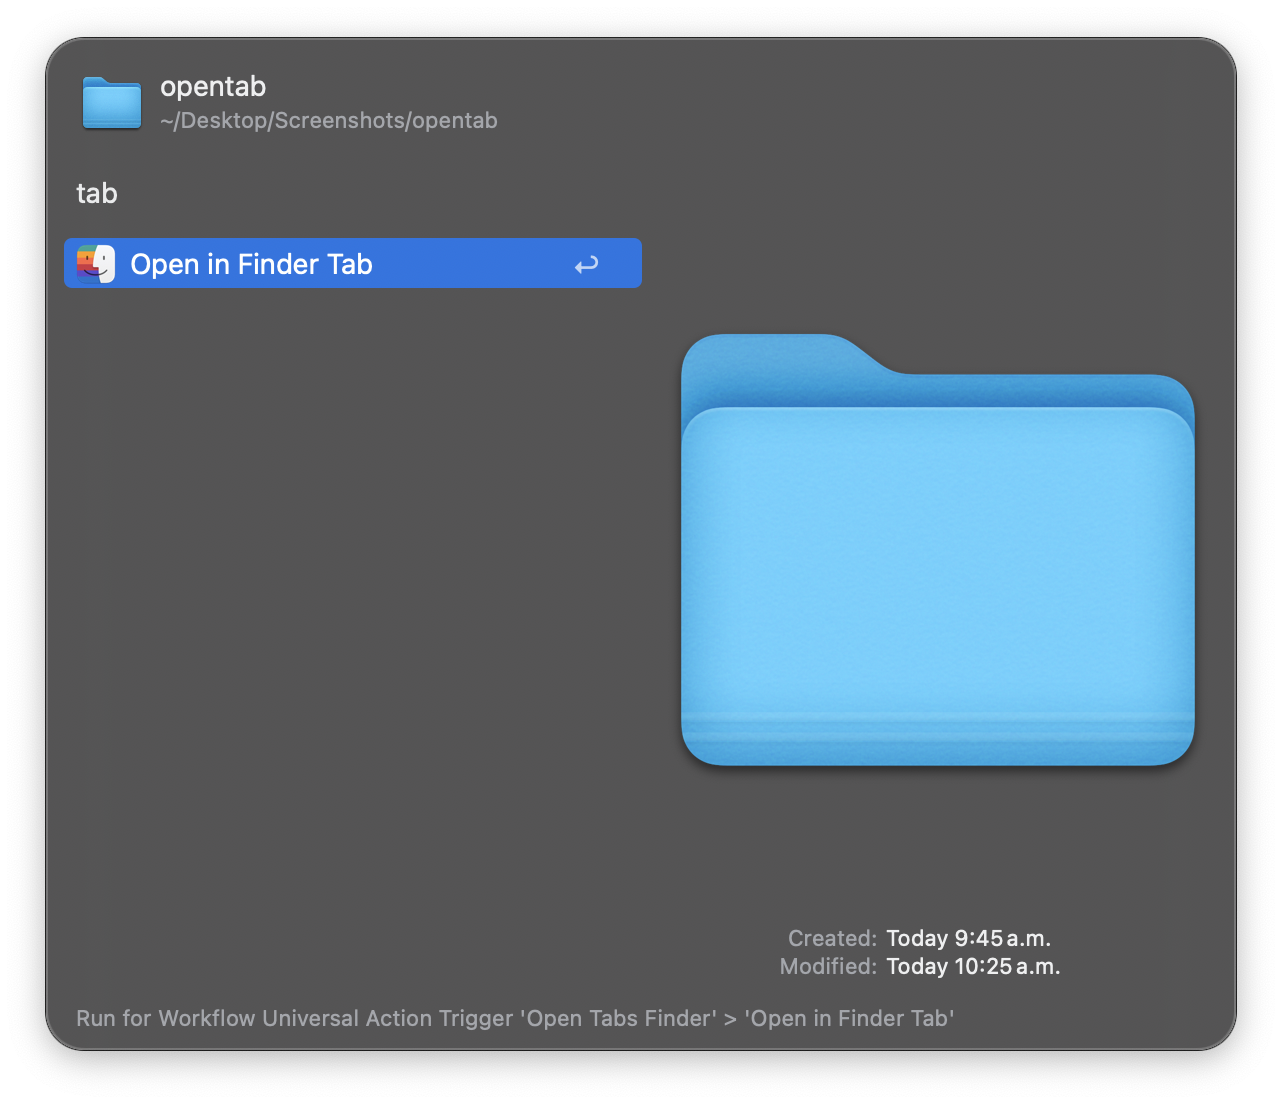 opentab
~/Desktop/Screenshots/opentab
tab
Open in Finder Tab
Created: Today 9:45 a.m.
Modified: Today 10:25 a.m.
Run for Workflow Universal Action Trigger 'Open Tabs Finder' > 'Open in Finder Tab'